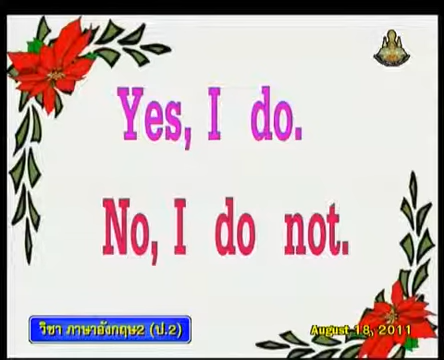 Yes, I do.
No, I do not.
วิชา ภาษาอังกฤษ2 (ป.2)
August 18, 2011